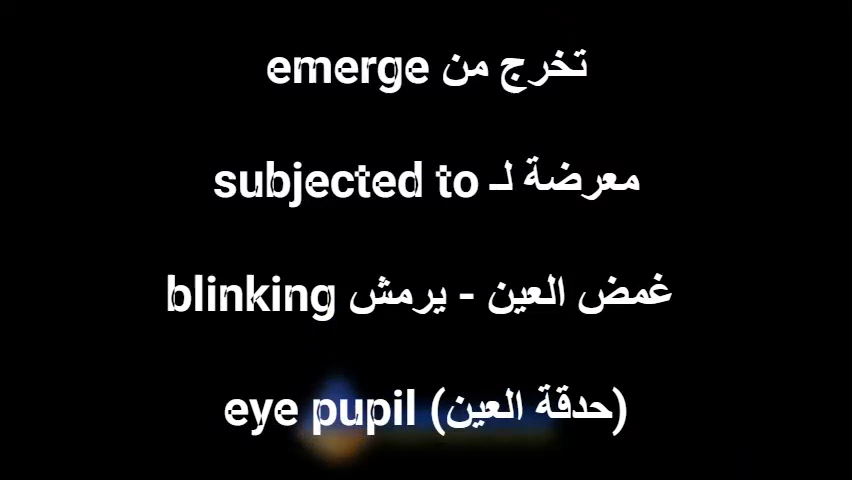 emerge تخرج من
subjected to معرضة لـ
blinking غمض العين - يرمش
eye pupil (حدقة العين)